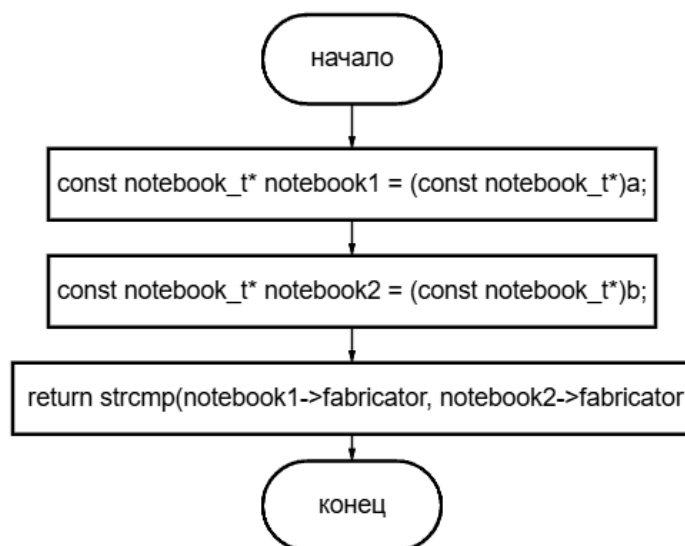 начало
const notebook_t* notebook1 = (const notebook_t*)a;
const notebook_t* notebook2 = (const notebook_t*)b;
return strcmp(notebook1->fabricator, notebook2->fabricator
конец